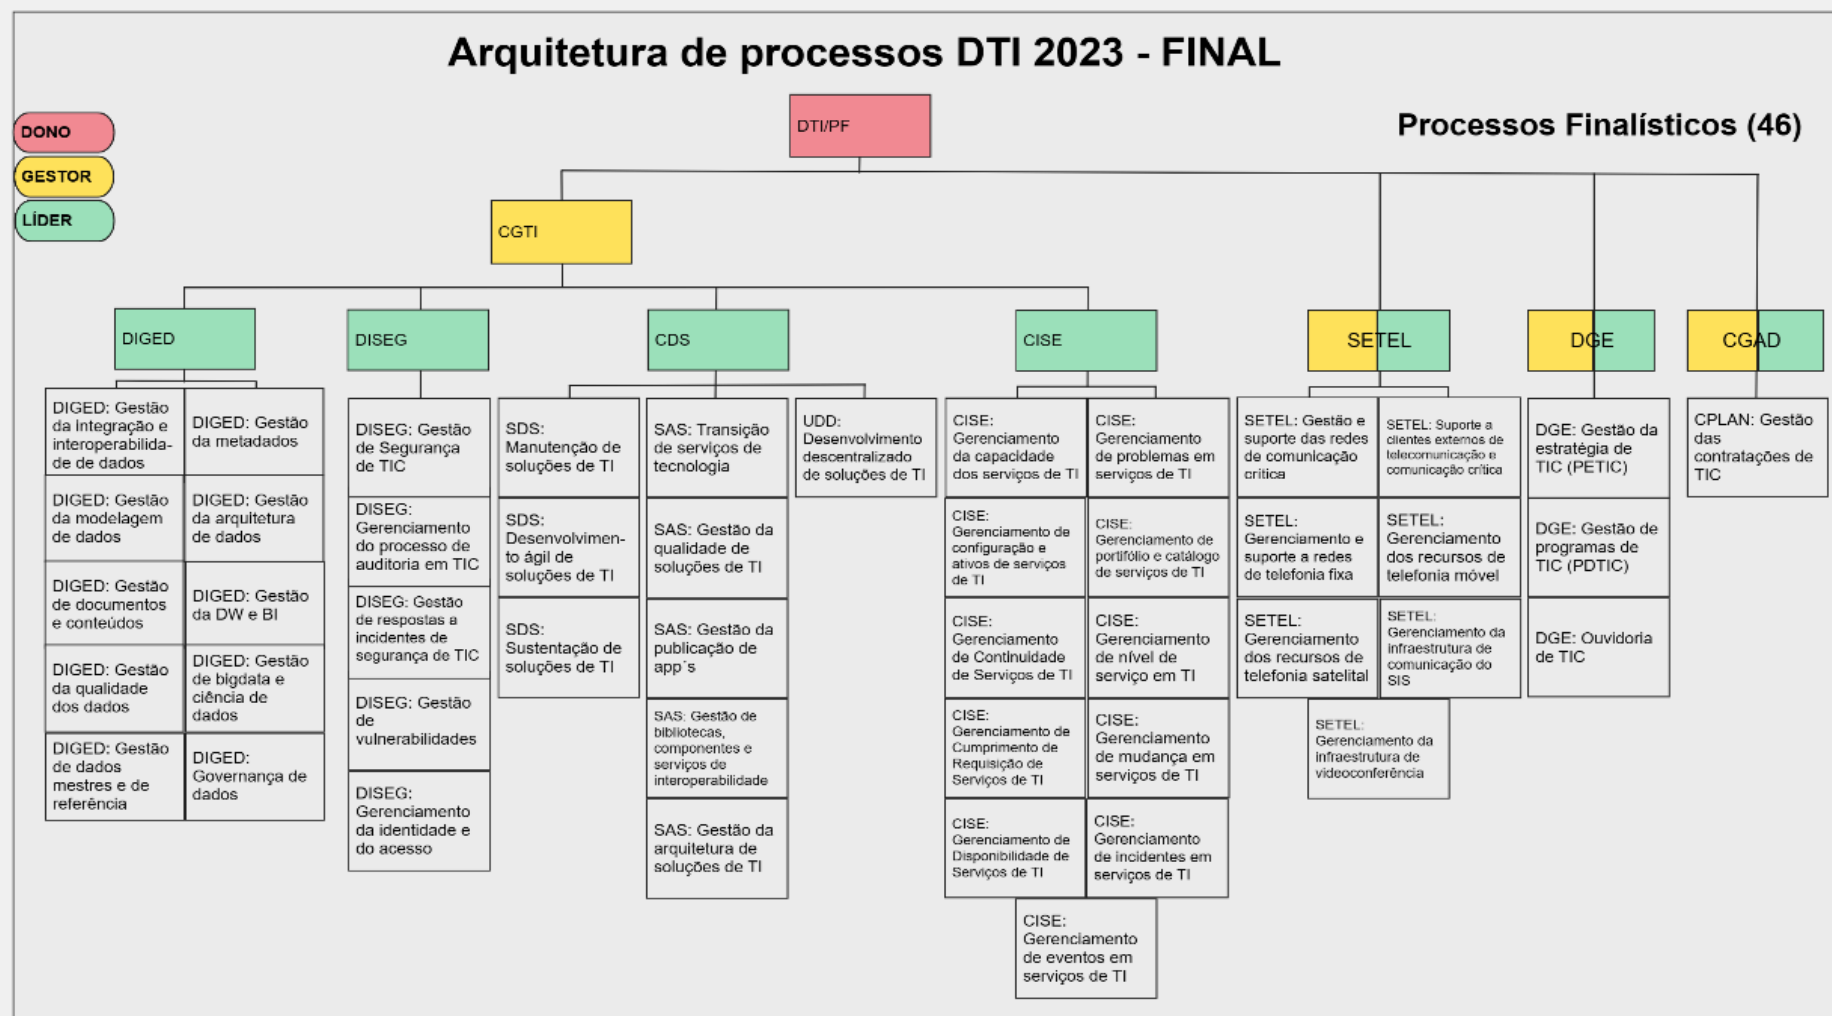 Arquitetura de processos DTI 2023 - FINAL
Processos Finalísticos (46)
DONO
GESTOR
LÍDER
DTI/PF
CGTI
DIGED
DISEG
CDS
CISE
SETEL
DGE
CGAD
DIGED: Gestão
da integração e
interoperabilida-
de de dados
DIGED: Gestão
da metadados
DIGED: Gestão
da modelagem
de dados
DIGED: Gestão
da arquitetura
de dados
DIGED: Gestão
de documentos
e conteúdos
DIGED: Gestão
da DW e BI
DIGED: Gestão
da qualidade
dos dados
DIGED: Gestão
de bigdata e
ciência de
dados
DIGED: Gestão
de dados
mestres e de
referência
DIGED:
Governança de
dados
DISEG: Gestão
de Segurança
de TIC
DISEG:
Gerenciamento
do processo de
auditoria em TIC
DISEG: Gestão
de respostas a
incidentes de
segurança de TIC
DISEG: Gestão
de
vulnerabilidades
DISEG:
Gerenciamento
da identidade e
do acesso
SDS:
Manutenção de
soluções de TI
SDS:
Desenvolvimen-
to ágil de
soluções de TI
SDS:
Sustentação de
soluções de TI
SAS: Transição
de serviços de
tecnologia
SAS: Gestão da
qualidade de
soluções de TI
SAS: Gestão da
publicação de
app´s
SAS: Gestão de
bibliotecas,
componentes e
serviços de
interoperabilidade
SAS: Gestão da
arquitetura de
soluções de TI
UDD:
Desenvolvimento
descentralizado
de soluções de TI
CISE:
Gerenciamento
da capacidade
dos serviços de TI
CISE:
Gerenciamento
de problemas em
serviços de TI
CISE:
Gerenciamento de
configuração e
ativos de serviços
de TI
CISE:
Gerenciamento de
portifólio e catálogo
de serviços de TI
CISE:
Gerenciamento
de Continuidade
de Serviços de TI
CISE:
Gerenciamento
de nível de
serviço em TI
CISE:
Gerenciamento de
Cumprimento de
Requisição de
Serviços de TI
CISE:
Gerenciamento
de mudança em
serviços de TI
CISE:
Gerenciamento de
Disponibilidade de
Serviços de TI
CISE:
Gerenciamento
de incidentes em
serviços de TI
CISE:
Gerenciamento
de eventos em
serviços de TI
SETEL: Gestão e
suporte das redes
de comunicação
crítica
SETEL: Suporte a
clientes externos de
telecomunicação e
comunicação crítica
SETEL:
Gerenciamento e
suporte a redes
de telefonia fixa
SETEL:
Gerenciamento
dos recursos de
telefonia móvel
SETEL:
Gerenciamento
dos recursos de
telefonia satelital
SETEL:
Gerenciamento da
infraestrutura de
comunicação do
SIS
SETEL:
Gerenciamento da
infraestrutura de
videoconferência
DGE: Gestão da
estratégia de
TIC (PETIC)
DGE: Gestão de
programas de
TIC (PDTIC)
DGE: Ouvidoria
de TIC
CPLAN: Gestão
das
contratações de
TIC